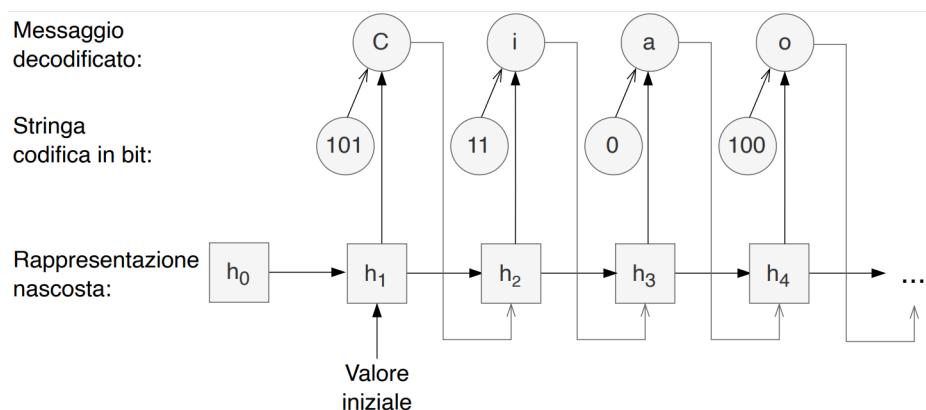 Messaggio
decodificato:
C i a o
Stringa
codifica in bit:
101 11 0 100
Rappresentazione
nascosta:
h0 h1 h2 h3 h4 ...
Valore
iniziale